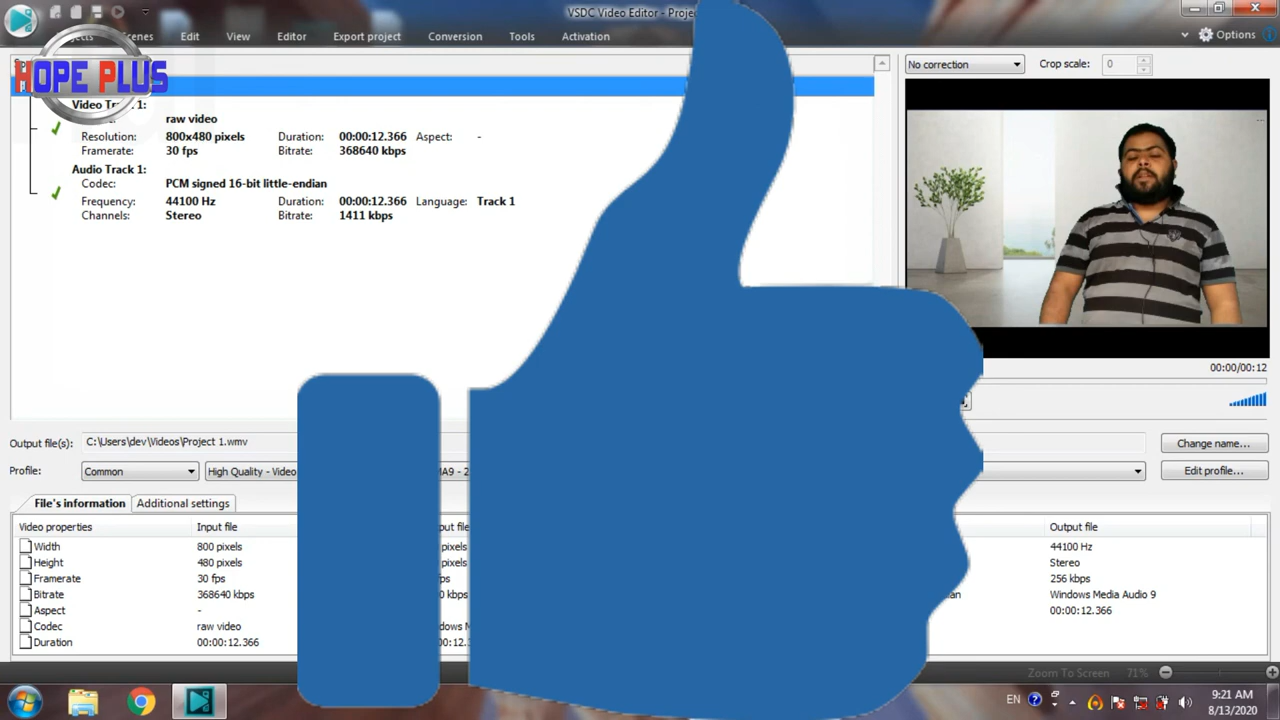 VSDC Video Editor - Proje
Edit View Editor Export project Conversion Tools Activation Options
HOPE PLUS
No correction Crop scale: 0
Video Track 1:
raw video
Resolution: 800x480 pixels Duration: 00:00:12.366 Aspect: -
Framerate: 30 fps Bitrate: 368640 kbps
Audio Track 1:
Codec: PCM signed 16-bit little-endian
Frequency: 44100 Hz Duration: 00:00:12.366 Language: Track 1
Channels: Stereo Bitrate: 1411 kbps
00:00/00:12
Output file(s): C:\Users\dev\Videos\Project 1.wmv Change name...
Profile: Common High Quality - Video Edit profile...
File's information Additional settings
Video properties Input file Output file
Width 800 pixels 44100 Hz
Height 480 pixels Stereo
Framerate 30 fps 256 kbps
Bitrate 368640 kbps Windows Media Audio 9
Aspect - 00:00:12.366
Codec raw video
Duration 00:00:12.366
Zoom To Screen 71%
EN 9:21 AM
8/13/2020